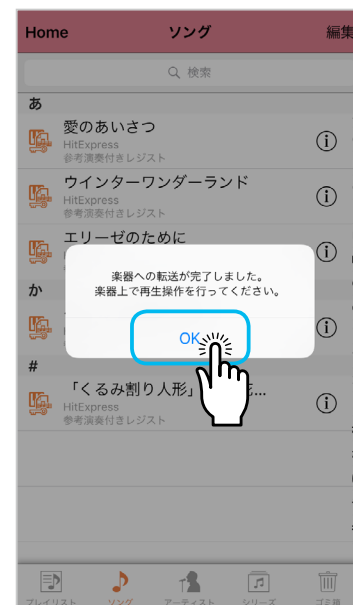 Home ソング 編集
検索
あ
愛のあいさつ
HitExpress
参考演奏付きレジスト
ウインターワンダーランド
HitExpress
参考演奏付きレジスト
エリーゼのために
楽器への転送が完了しました。
楽器上で再生操作を行ってください。
か
OK
#
「くるみ割り人形」
HitExpress
参考演奏付きレジスト
プレイリスト ソング アーティスト シリーズ ゴミ箱